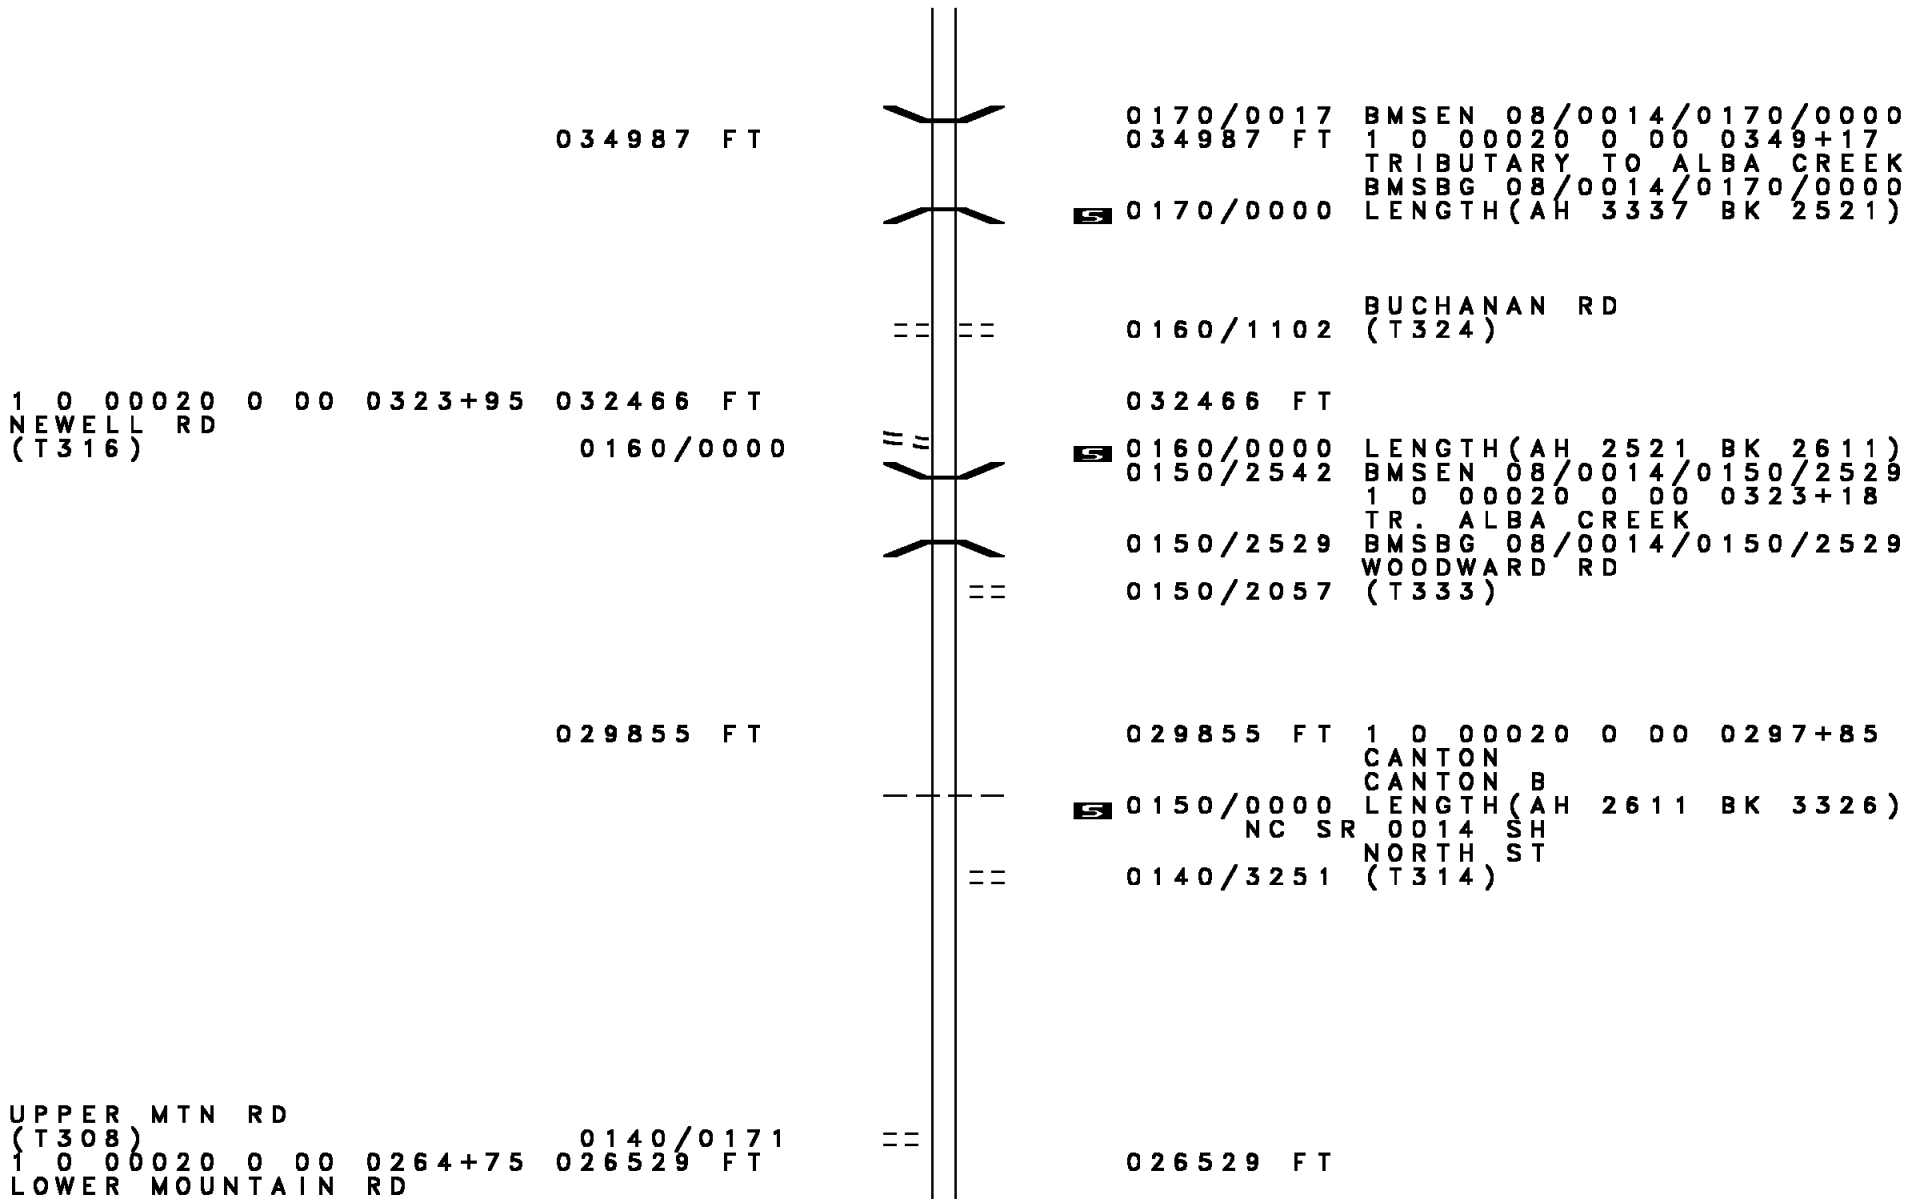 0170/0017 BMSEN 08/0014/0170/0000
034987 FT 034987 FT 1 0 00020 0 00 0349+17
TRIBUTARY TO ALBA CREEK
BMSBG 08/0014/0170/0000
S 0170/0000 LENGTH(AH 3337 BK 2521)
BUCHANAN RD
0160/1102 (T324)
1 0 00020 0 00 0323+95 032466 FT 032466 FT
NEWELL RD
(T316) 0160/0000 S 0160/0000 LENGTH(AH 2521 BK 2611)
0150/2542 BMSEN 08/0014/0150/2529
1 0 00020 0 00 0323+18
TR. ALBA CREEK
0150/2529 BMSBG 08/0014/0150/2529
WOODWARD RD
0150/2057 (T333)
029855 FT 029855 FT 1 0 00020 0 00 0297+85
CANTON
CANTON B
S 0150/0000 LENGTH(AH 2611 BK 3326)
NC SR 0014 SH
NORTH ST
0140/3251 (T314)
UPPER MTN RD
(T308) 0140/0171
1 0 00020 0 00 0264+75 026529 FT 026529 FT
LOWER MOUNTAIN RD